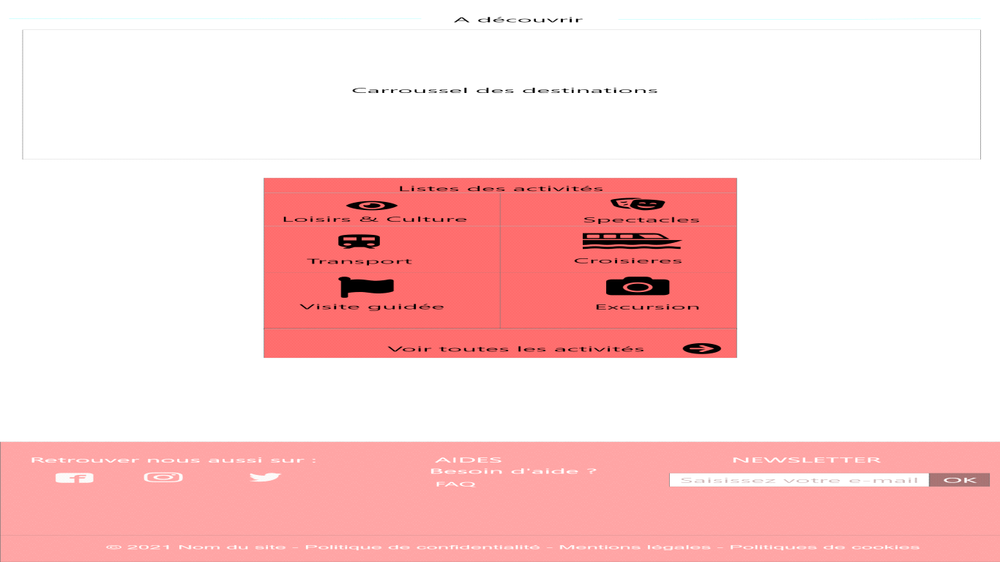 A découvrir
Carroussel des destinations
Listes des activités
Loisirs & Culture
Spectacles
Transport
Croisieres
Visite guidée
Excursion
Voir toutes les activités
Retrouver nous aussi sur :
AIDES
Besoin d'aide ?
FAQ
NEWSLETTER
Saisissez votre e-mail
OK
© 2021 Nom du site - Politique de confidentialité - Mentions légales - Politiques de cookies